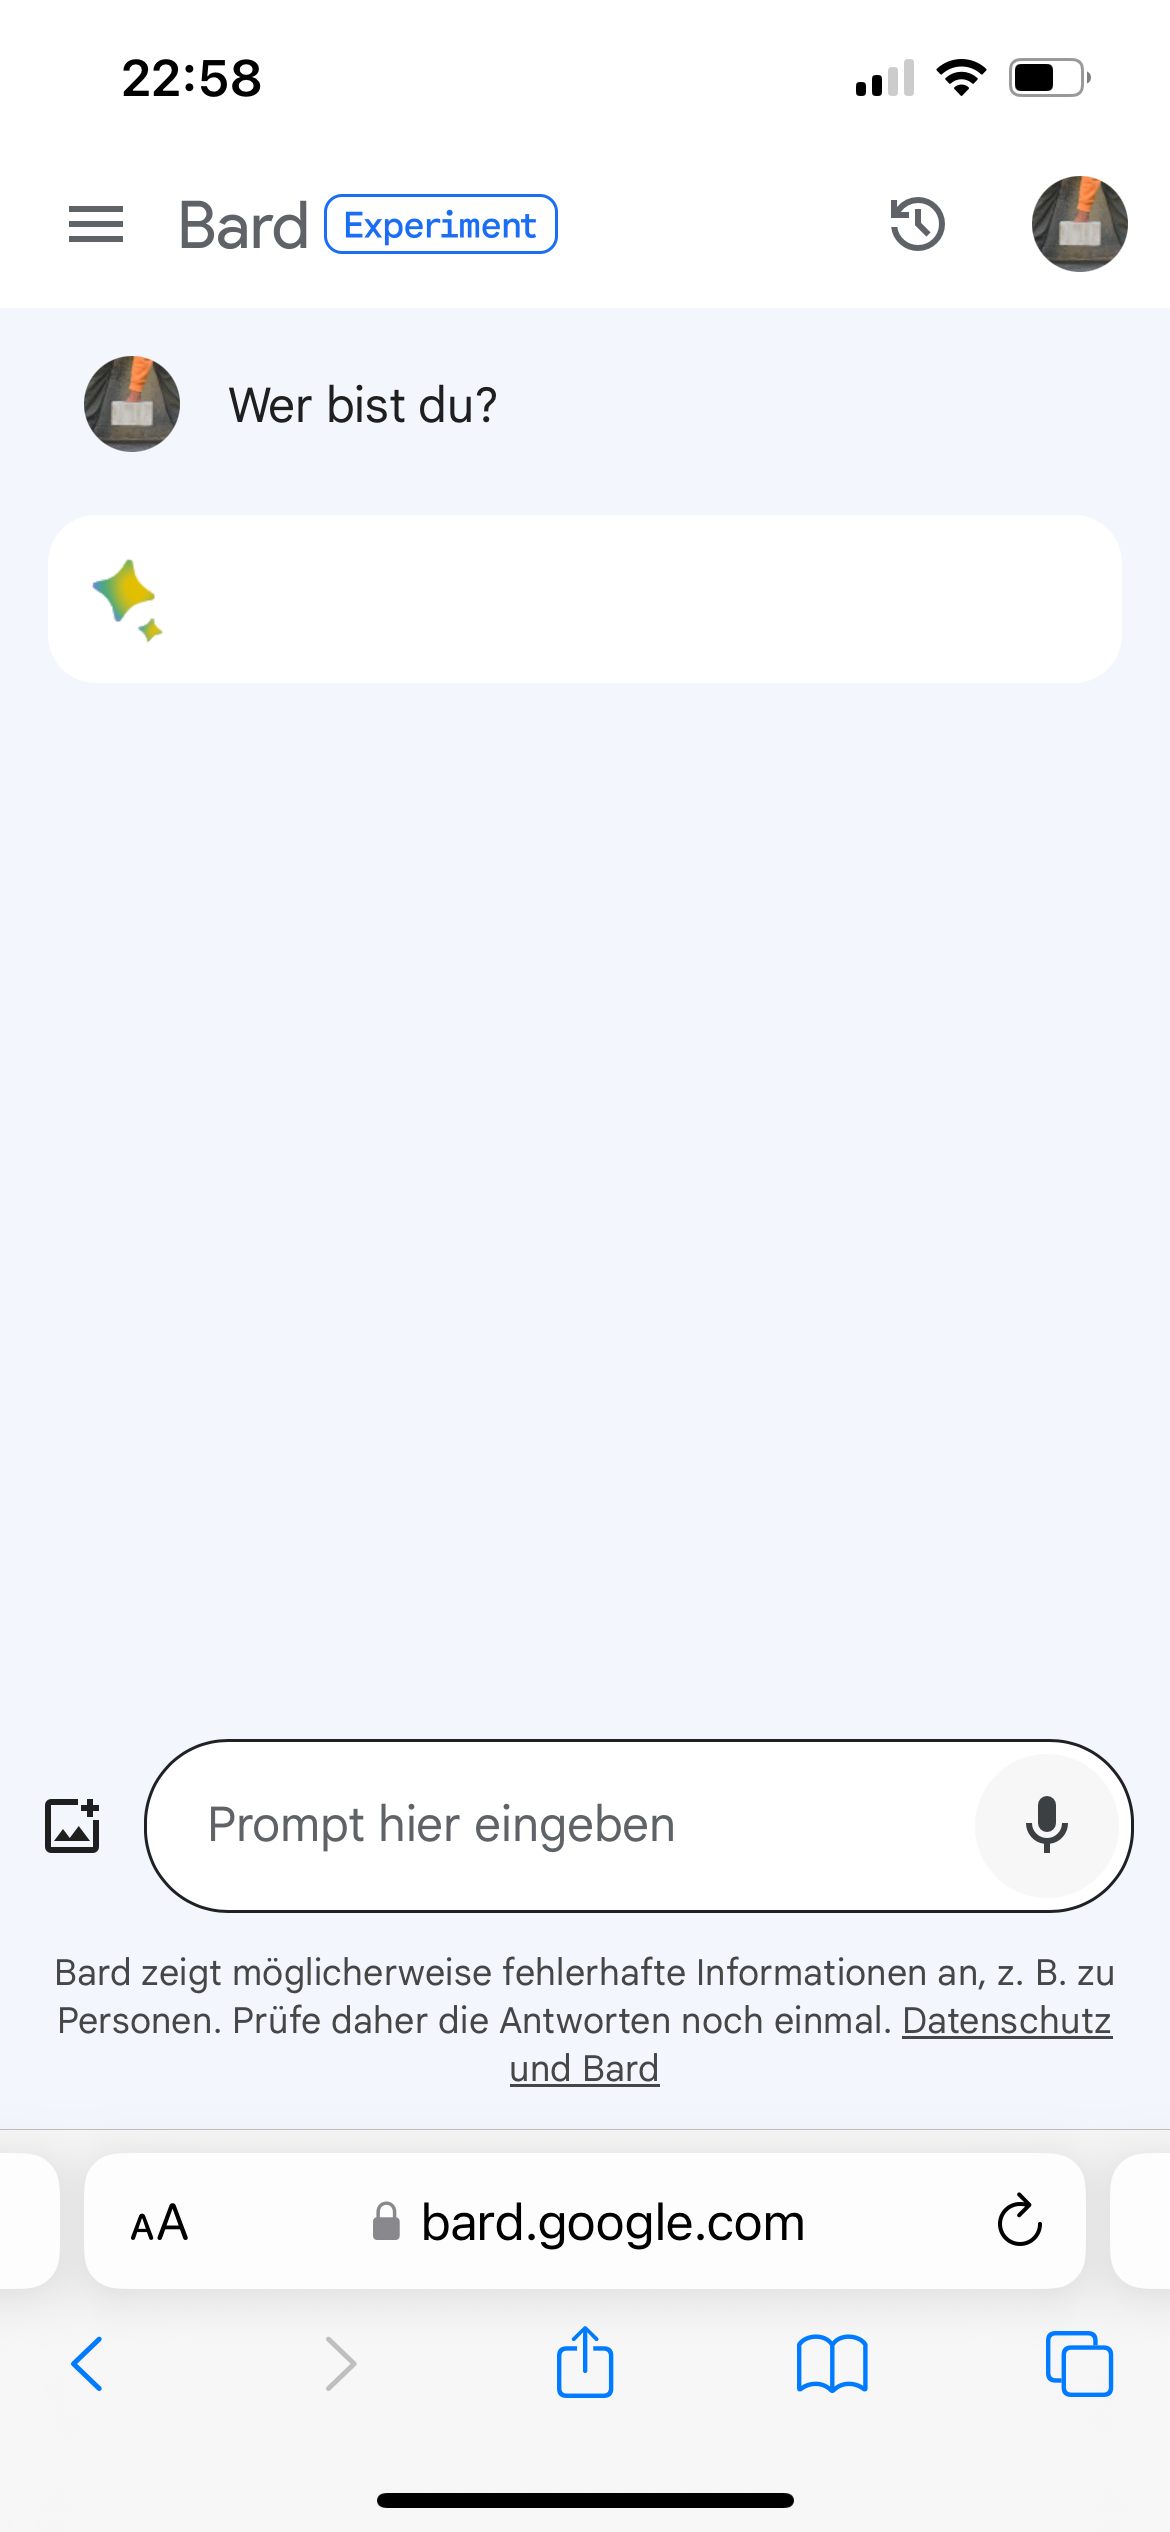 22:58
Bard Experiment
Wer bist du?
Prompt hier eingeben
Bard zeigt möglicherweise fehlerhafte Informationen an, z. B. zu
Personen. Prüfe daher die Antworten noch einmal. Datenschutz
und Bard
AA bard.google.com